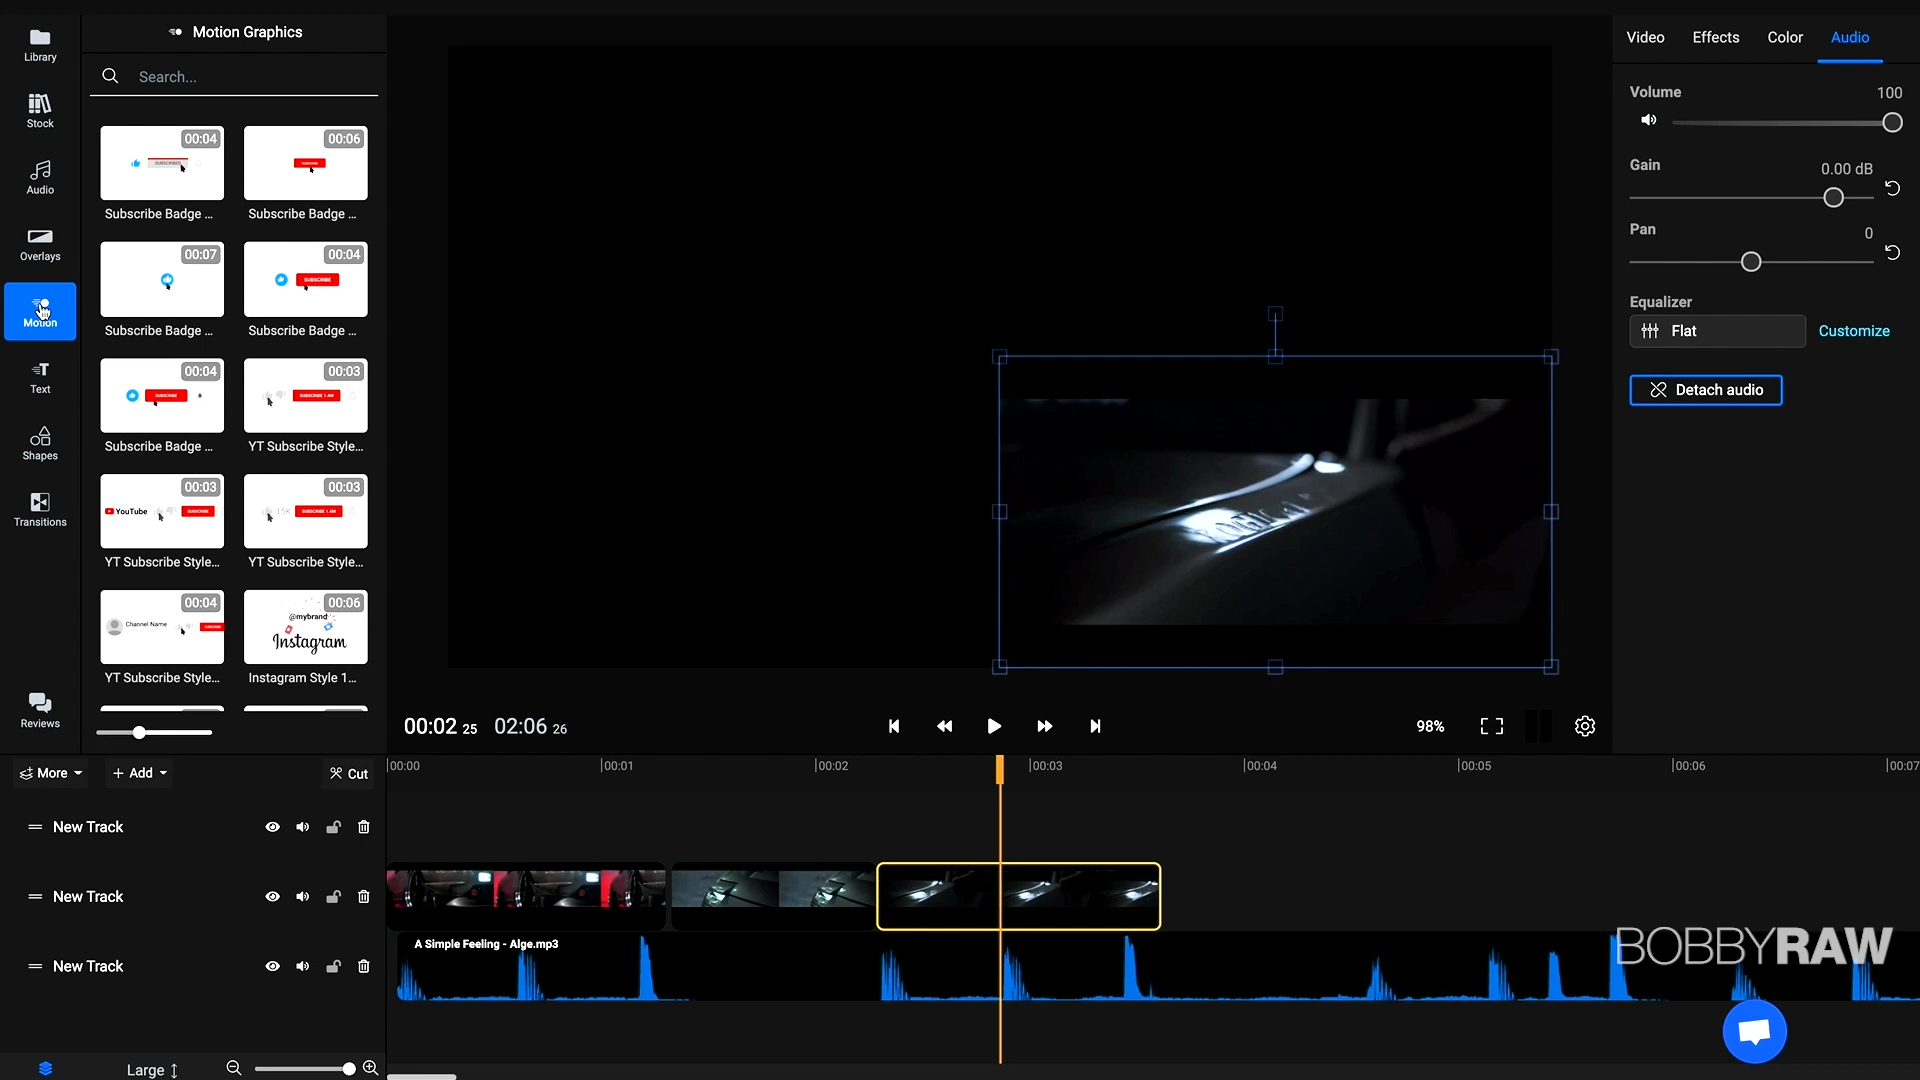 Motion Graphics
Video Effects Color Audio
Library
Search...
Stock
Audio
Overlays
Motion
Text
Shapes
Transitions
Reviews
00:04
SUBSCRIBED
Subscribe Badge ...
00:06
SUBSCRIBE
Subscribe Badge ...
00:07
Subscribe Badge ...
00:04
SUBSCRIBE
Subscribe Badge ...
00:04
SUBSCRIBE
Subscribe Badge ...
00:03
SUBSCRIBE 1.4M
YT Subscribe Style...
00:03
YouTube
SUBSCRIBE
YT Subscribe Style...
00:03
15K
SUBSCRIBE 1.4M
YT Subscribe Style...
00:04
Channel Name
SUBSCRIBE
YT Subscribe Style...
00:06
@mybrand
Instagram
Instagram Style 1...
Volume 100
Gain 0.00 dB
Pan 0
Equalizer
Flat Customize
Detach audio
00:02 25 02:06 26
98%
More + Add Cut
00:00 00:01 00:02 00:03 00:04 00:05 00:06 00:07
New Track
New Track
New Track
A Simple Feeling - Alge.mp3
BOBBYRAW
Large